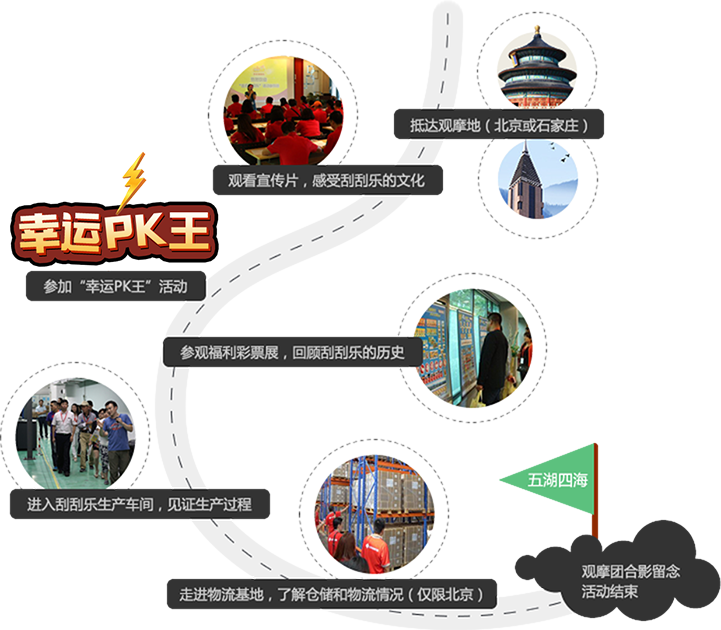 抵达观摩地（北京或石家庄）
观看宣传片，感受刮刮乐的文化
幸运PK王
参加“幸运PK王”活动
参观福利彩票展，回顾刮刮乐的历史
进入刮刮乐生产车间，见证生产过程
走进物流基地，了解仓储和物流情况（仅限北京）
五湖四海
观摩团合影留念
活动结束